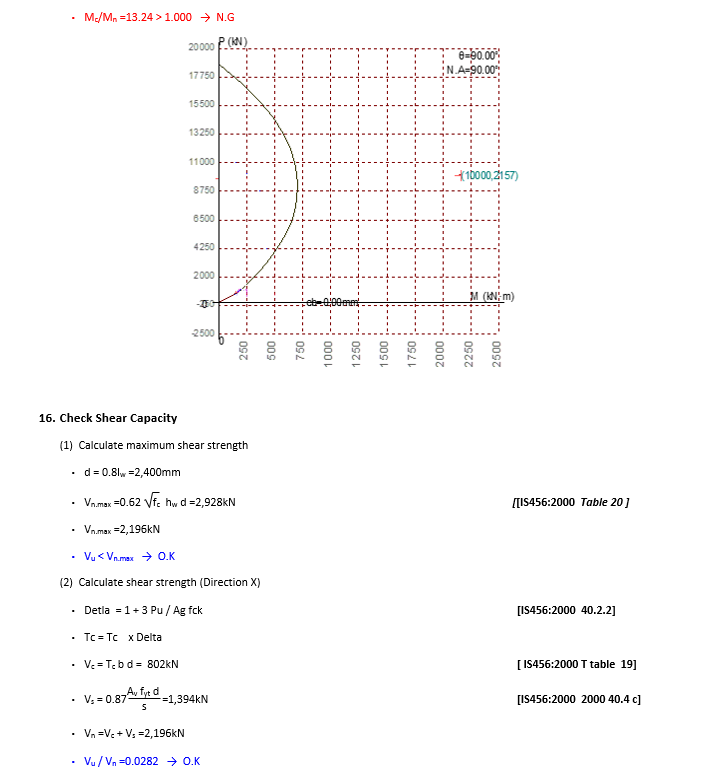 · Mc/Mn =13.24 > 1.000 → N.G
P (kN)
20000
θ=90.00°
N.A=90.00°
17750
15500
13250
11000
(10000,2157)
8750
6500
4250
2000
M (kN-m)
cb=0.00mm
-250
0
-2500
0
250
500
750
1000
1250
1500
1750
2000
2250
2500
16. Check Shear Capacity
(1) Calculate maximum shear strength
· d = 0.8lw =2,400mm
· Vn.max =0.62 √fc hw d =2,928kN [[IS456:2000 Table 20 ]
· Vn.max =2,196kN
· Vu < Vn.max → O.K
(2) Calculate shear strength (Direction X)
· Detla = 1 + 3 Pu / Ag fck [IS456:2000 40.2.2]
· Tc = Tc x Delta
· Vc = Tc b d = 802kN [ IS456:2000 T table 19]
· Vs = 0.87 Av fyt d / s =1,394kN [IS456:2000 2000 40.4 c]
· Vn =Vc + Vs =2,196kN
· Vu / Vn =0.0282 → O.K